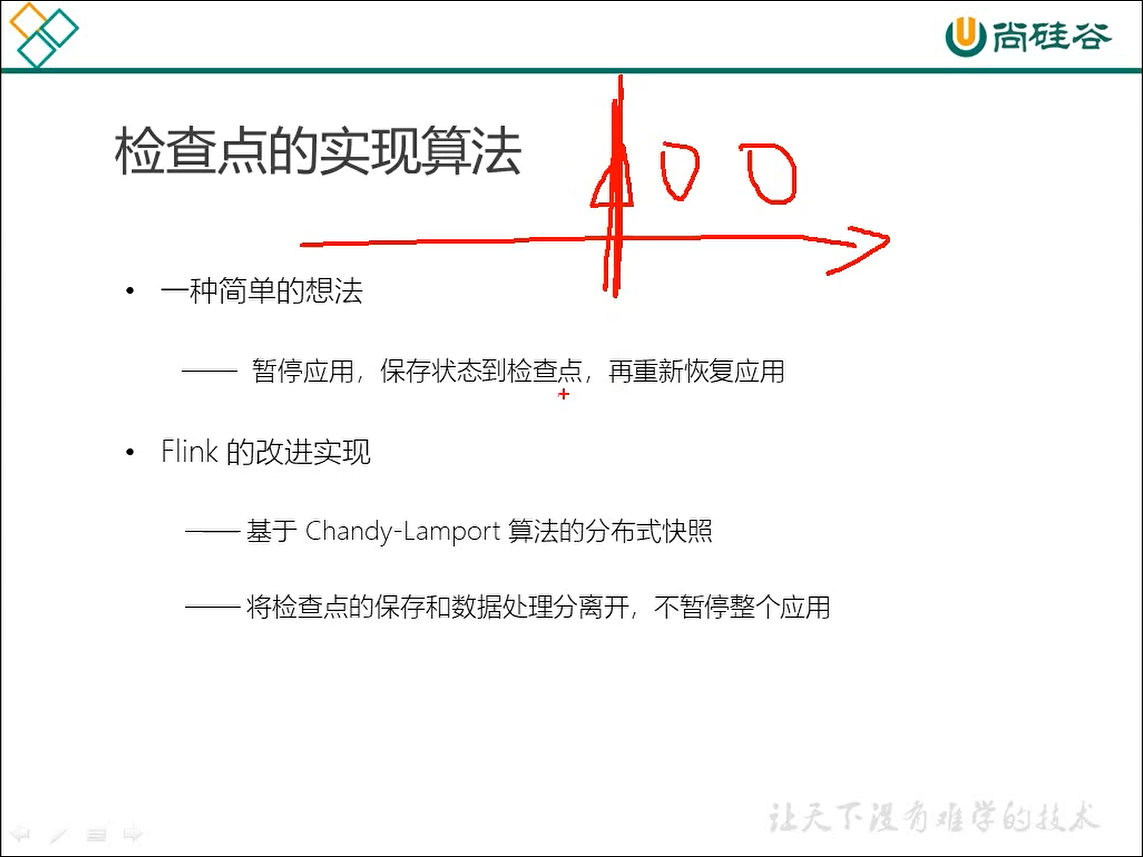 尚硅谷
检查点的实现算法
00
• 一种简单的想法
—— 暂停应用，保存状态到检查点，再重新恢复应用
• Flink 的改进实现
—— 基于 Chandy-Lamport 算法的分布式快照
—— 将检查点的保存和数据处理分离开，不暂停整个应用
让天下没有难学的技术